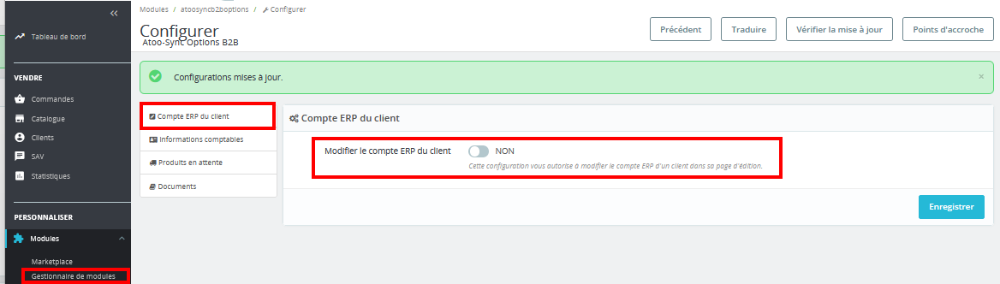 Modules / atoosyncb2boptions / Configurer
Configurer
Atoo-Sync Options B2B
Précédent
Traduire
Vérifier la mise à jour
Points d'accroche
Tableau de bord
VENDRE
Commandes
Catalogue
Clients
SAV
Statistiques
PERSONNALISER
Modules
Marketplace
Gestionnaire de modules
Configurations mises à jour.
×
Compte ERP du client
Informations comptables
Produits en attente
Documents
Compte ERP du client
Modifier le compte ERP du client NON
Cette configuration vous autorise à modifier le compte ERP d'un client dans sa page d'édition.
Enregistrer